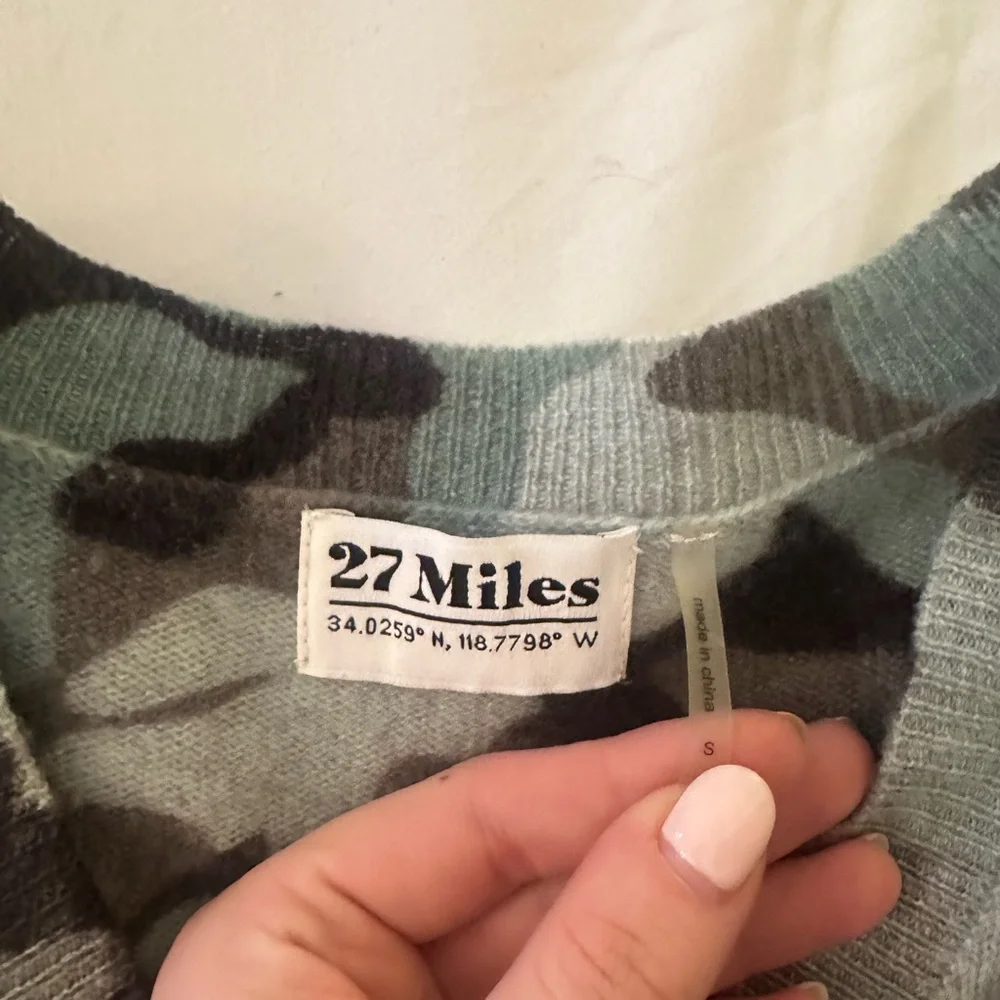 27 Miles
34.0259° N, 118.7798° W
made in china
S